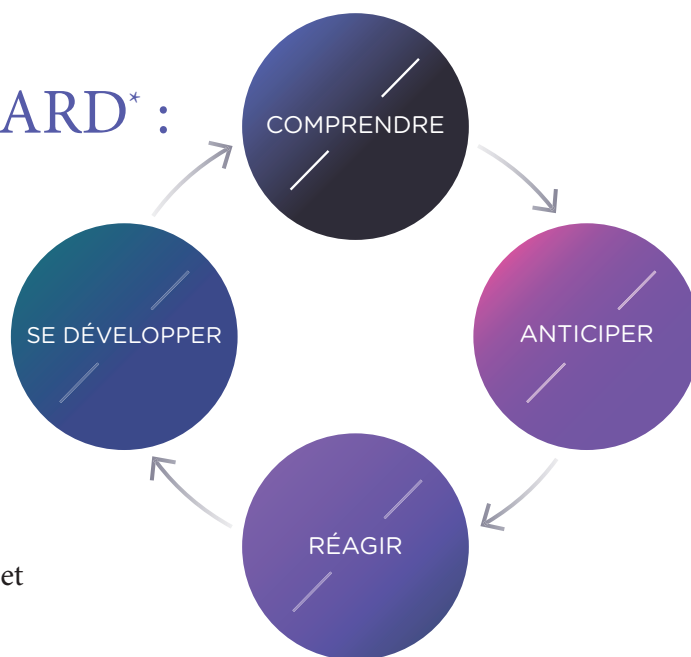 ARD* :
COMPRENDRE
ANTICIPER
RÉAGIR
SE DÉVELOPPER
et